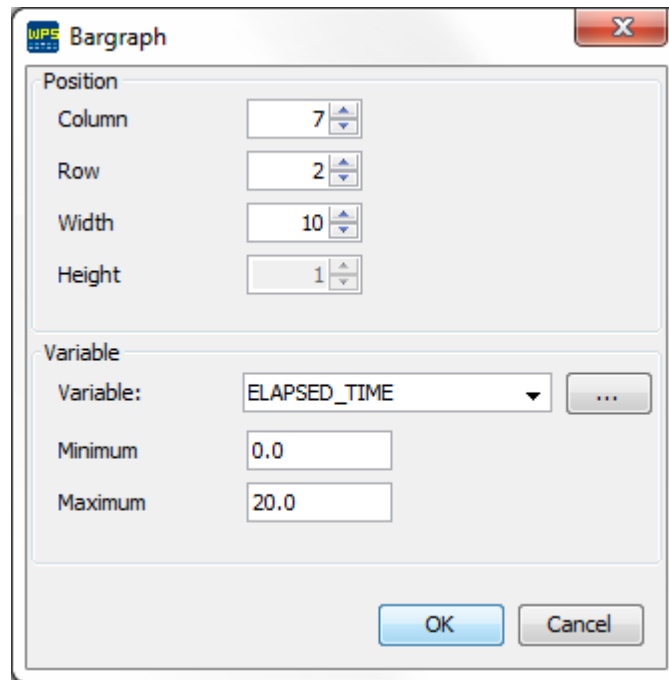 WPS Bargraph
Position
Column 7
Row 2
Width 10
Height 1
Variable
Variable: ELAPSED_TIME ...
Minimum 0.0
Maximum 20.0
OK Cancel